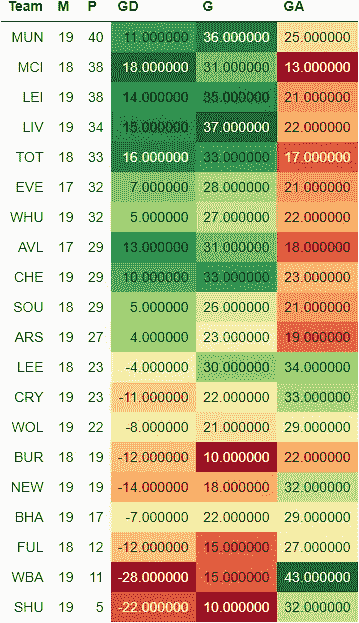 Team M P GD G GA
MUN 19 40 11.000000 36.000000 25.000000
MCI 18 38 18.000000 31.000000 13.000000
LEI 19 38 14.000000 35.000000 21.000000
LIV 19 34 15.000000 37.000000 22.000000
TOT 18 33 16.000000 33.000000 17.000000
EVE 17 32 7.000000 28.000000 21.000000
WHU 19 32 5.000000 27.000000 22.000000
AVL 17 29 13.000000 31.000000 18.000000
CHE 19 29 10.000000 33.000000 23.000000
SOU 18 29 5.000000 26.000000 21.000000
ARS 19 27 4.000000 23.000000 19.000000
LEE 18 23 -4.000000 30.000000 34.000000
CRY 19 23 -11.000000 22.000000 33.000000
WOL 19 22 -8.000000 21.000000 29.000000
BUR 18 19 -12.000000 10.000000 22.000000
NEW 19 19 -14.000000 18.000000 32.000000
BHA 19 17 -7.000000 22.000000 29.000000
FUL 18 12 -12.000000 15.000000 27.000000
WBA 19 11 -28.000000 15.000000 43.000000
SHU 19 5 -22.000000 10.000000 32.000000